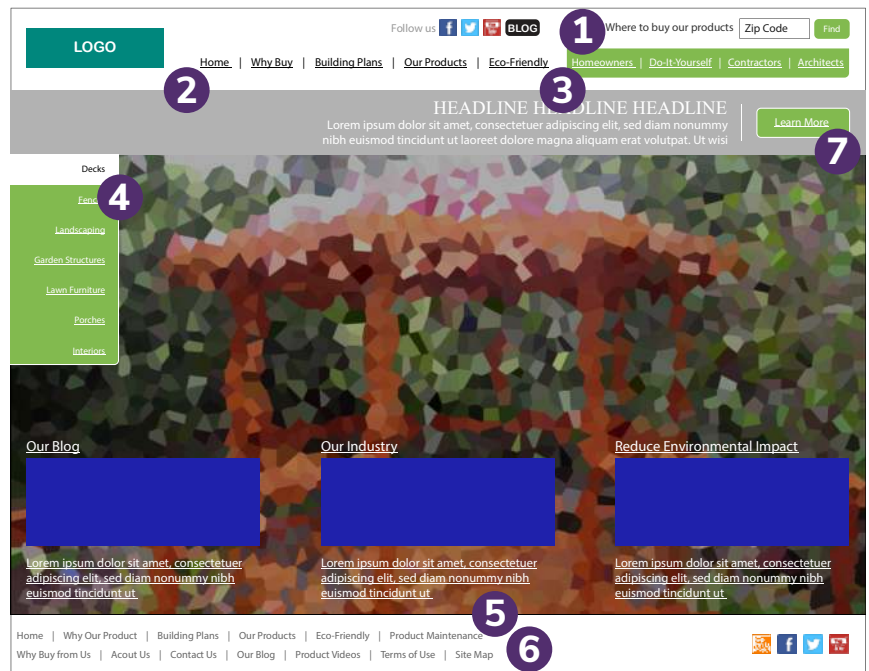 Follow us f BLOG
1
Where to buy our products Zip Code Find
LOGO
Home | Why Buy | Building Plans | Our Products | Eco-Friendly
Homeowners | Do-It-Yourself | Contractors | Architects
2
3
HEADLINE HEADLINE HEADLINE
Lorem ipsum dolor sit amet, consectetuer adipiscing elit, sed diam nonummy
nibh euismod tincidunt ut laoreet dolore magna aliquam erat volutpat. Ut wisi
Learn More
7
Decks
4
Landscaping
Garden Structures
Lawn Furniture
Porches
Interiors
Our Blog
Lorem ipsum dolor sit amet, consectetuer
adipiscing elit, sed diam nonummy nibh
euismod tincidunt ut
Our Industry
Lorem ipsum dolor sit amet, consectetuer
adipiscing elit, sed diam nonummy nibh
euismod tincidunt ut
Reduce Environmental Impact
Lorem ipsum dolor sit amet, consectetuer
adipiscing elit, sed diam nonummy nibh
euismod tincidunt ut
5
Home | Why Our Product | Building Plans | Our Products | Eco-Friendly | Product Maintenance
6
Why Buy from Us | Acout Us | Contact Us | Our Blog | Product Videos | Terms of Use | Site Map
f